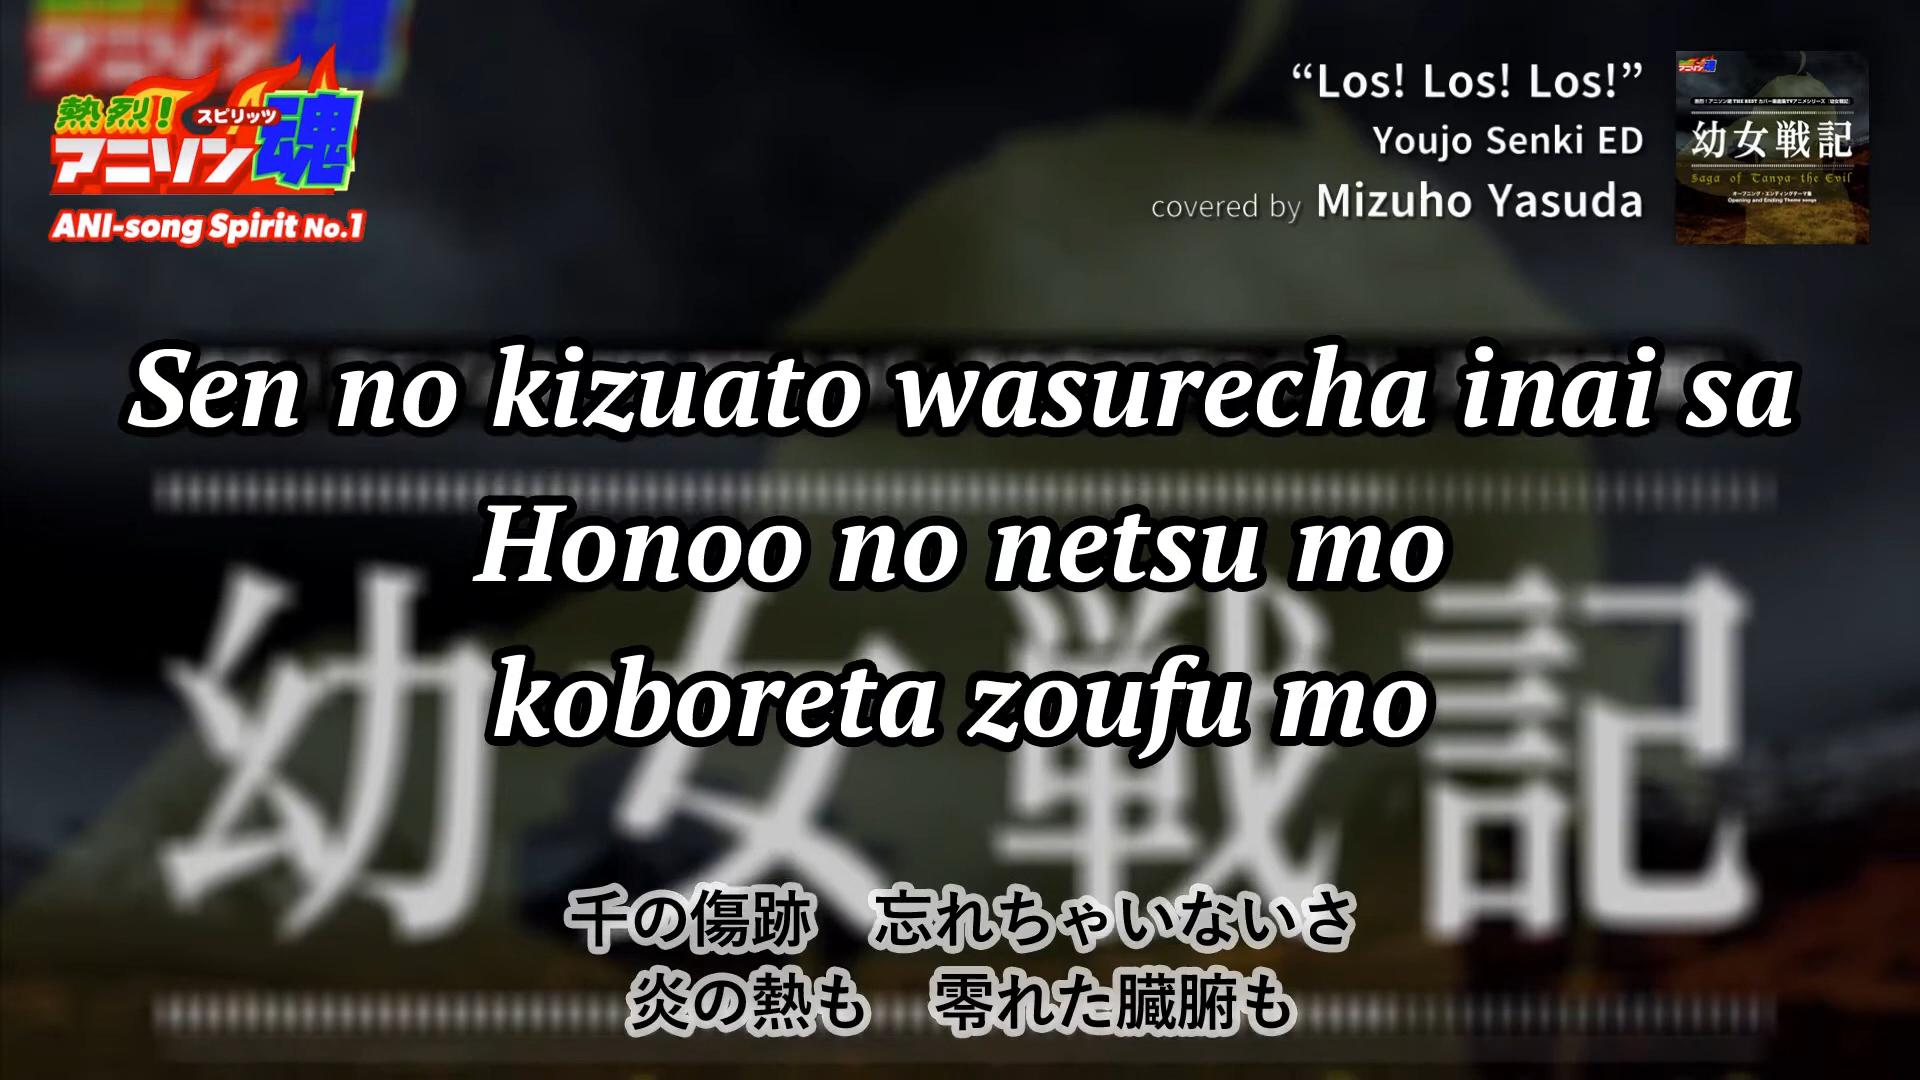 熱烈！
スピリッツ
アニソン魂
ANI-song Spirit No.1
“Los! Los! Los!”
Youjo Senki ED
covered by Mizuho Yasuda
幼女戦記
Saga of Tanya the Evil
オープニング・エンディングテーマ集
Opening and Ending Theme songs
Sen no kizuato wasurecha inai sa
Honoo no netsu mo
koboreta zoufu mo
幼女戦記
千の傷跡　忘れちゃいないさ
炎の熱も　零れた臓腑も